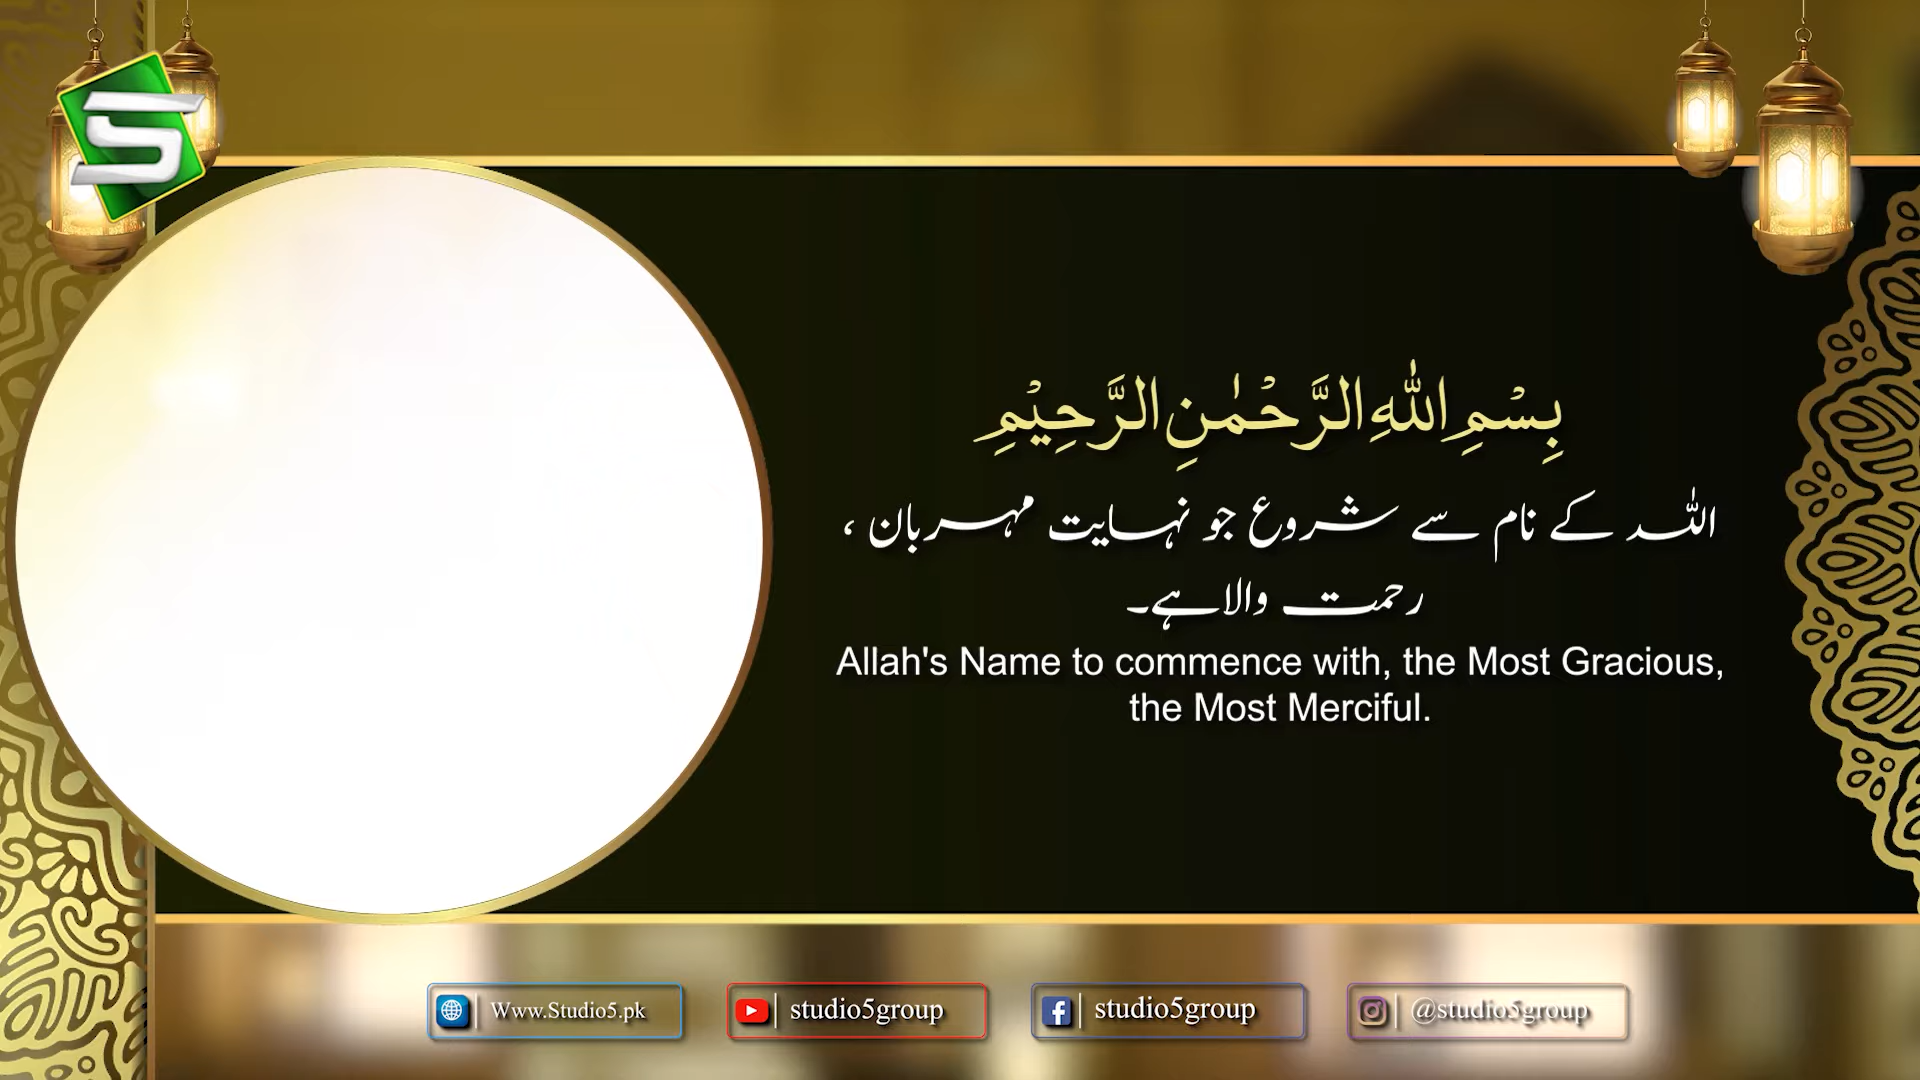 بِسْمِ اللّٰهِ الرَّحْمٰنِ الرَّحِيْمِ
اللہ کے نام سے شروع جو نہایت مہربان ،
رحمت والا ہے۔
Allah's Name to commence with, the Most Gracious,
the Most Merciful.
Www.Studio5.pk
studio5group
studio5group
@studio5group